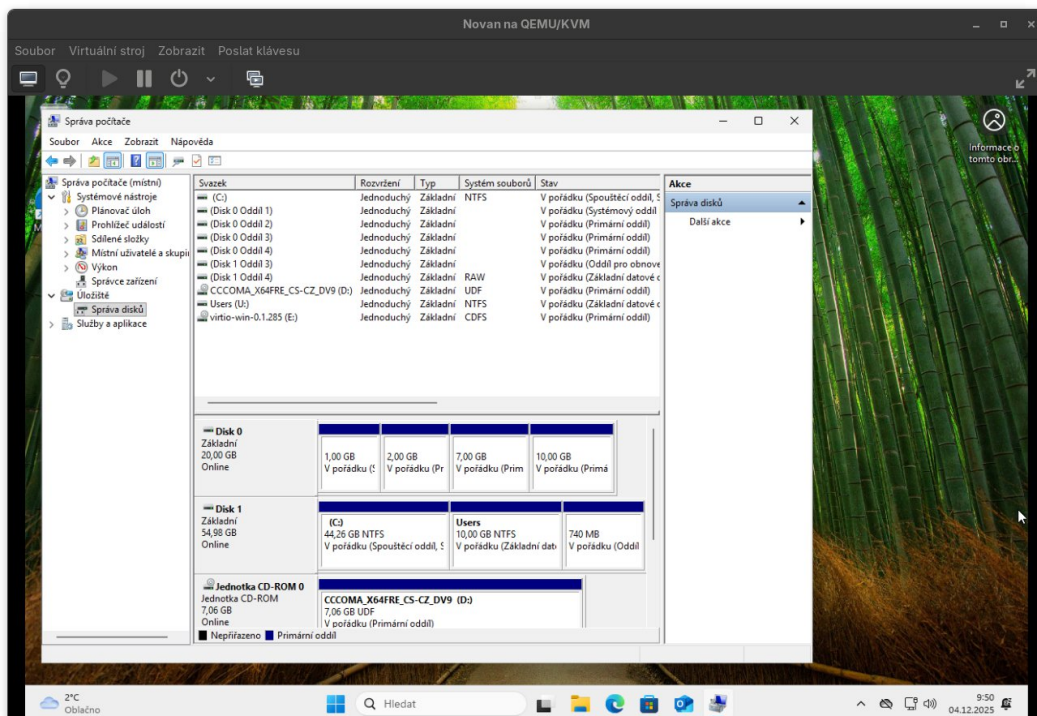 Novan na QEMU/KVM
Soubor Virtuální stroj Zobrazit Poslat klávesu
Informace o
tomto obr...
Správa počítače
Soubor Akce Zobrazit Nápověda
Správa počítače (místní)
Systémové nástroje
Plánovač úloh
Prohlížeč událostí
Sdílené složky
Místní uživatelé a skupi
Výkon
Správce zařízení
Úložiště
Správa disků
Služby a aplikace
Svazek Rozvržení Typ Systém souborů Stav
(C:) Jednoduchý Základní NTFS V pořádku (Spouštěcí oddíl, S
(Disk 0 Oddíl 1) Jednoduchý Základní V pořádku (Systémový oddíl
(Disk 0 Oddíl 2) Jednoduchý Základní V pořádku (Primární oddíl)
(Disk 0 Oddíl 3) Jednoduchý Základní V pořádku (Primární oddíl)
(Disk 0 Oddíl 4) Jednoduchý Základní V pořádku (Primární oddíl)
(Disk 1 Oddíl 3) Jednoduchý Základní V pořádku (Oddíl pro obnove
(Disk 1 Oddíl 4) Jednoduchý Základní RAW V pořádku (Základní datové o
CCCOMA_X64FRE_CS-CZ_DV9 (D:) Jednoduchý Základní UDF V pořádku (Primární oddíl)
Users (U:) Jednoduchý Základní NTFS V pořádku (Základní datové o
virtio-win-0.1.285 (E:) Jednoduchý Základní CDFS V pořádku (Primární oddíl)
Akce
Správa disků
Další akce
Disk 0
Základní
20,00 GB
Online
1,00 GB
V pořádku (S
2,00 GB
V pořádku (Pr
7,00 GB
V pořádku (Prim
10,00 GB
V pořádku (Primá
Disk 1
Základní
54,98 GB
Online
(C:)
44,26 GB NTFS
V pořádku (Spouštěcí oddíl, S
Users
10,00 GB NTFS
V pořádku (Základní dat
740 MB
V pořádku (Oddíl
Jednotka CD-ROM 0
Jednotka CD-ROM
7,06 GB
Online
CCCOMA_X64FRE_CS-CZ_DV9 (D:)
7,06 GB UDF
V pořádku (Primární oddíl)
Nepřiřazeno Primární oddíl
2°C
Oblačno
Hledat
9:50
04.12.2025